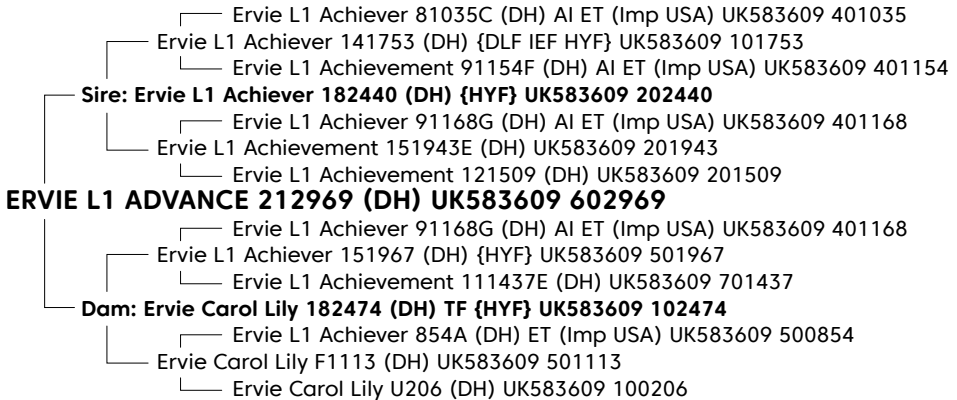 Ervie L1 Achiever 81035C (DH) AI ET (Imp USA) UK583609 401035
Ervie L1 Achiever 141753 (DH) {DLF IEF HYF} UK583609 101753
Ervie L1 Achievement 91154F (DH) AI ET (Imp USA) UK583609 401154
Sire: Ervie L1 Achiever 182440 (DH) {HYF} UK583609 202440
Ervie L1 Achiever 91168G (DH) AI ET (Imp USA) UK583609 401168
Ervie L1 Achievement 151943E (DH) UK583609 201943
Ervie L1 Achievement 121509 (DH) UK583609 201509
ERVIE L1 ADVANCE 212969 (DH) UK583609 602969
Ervie L1 Achiever 91168G (DH) AI ET (Imp USA) UK583609 401168
Ervie L1 Achiever 151967 (DH) {HYF} UK583609 501967
Ervie L1 Achievement 111437E (DH) UK583609 701437
Dam: Ervie Carol Lily 182474 (DH) TF {HYF} UK583609 102474
Ervie L1 Achiever 854A (DH) ET (Imp USA) UK583609 500854
Ervie Carol Lily F1113 (DH) UK583609 501113
Ervie Carol Lily U206 (DH) UK583609 100206